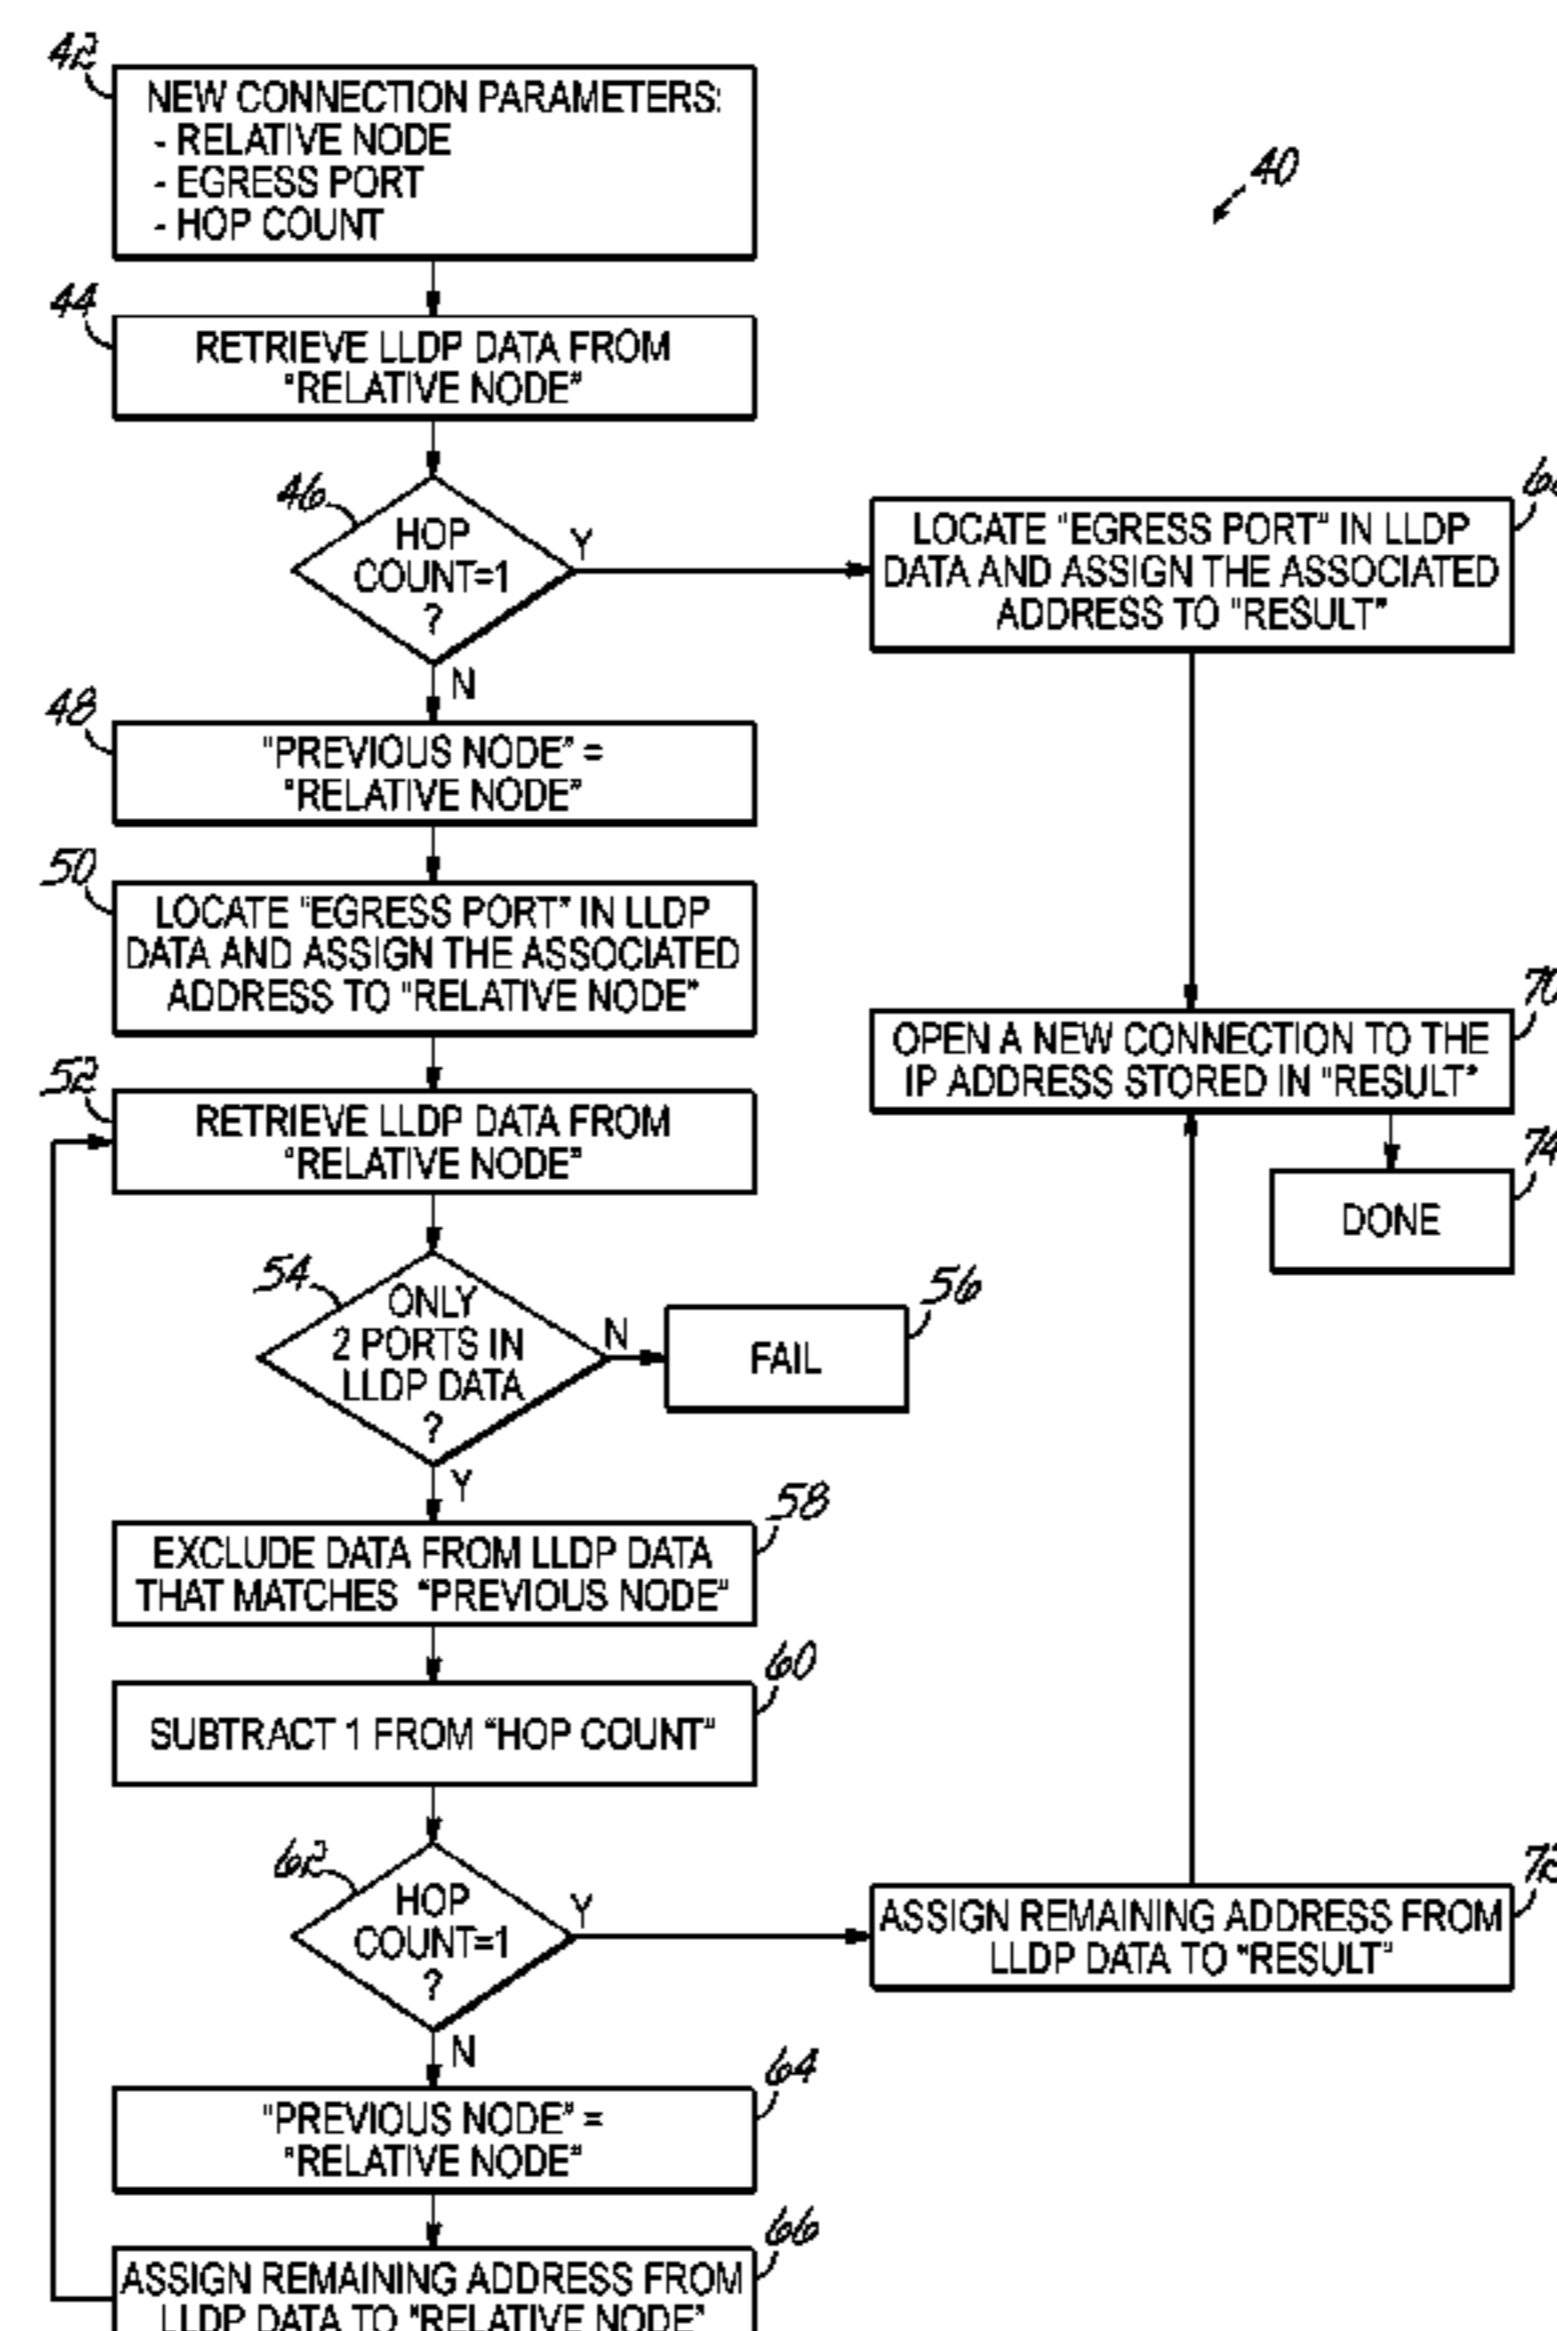 42
NEW CONNECTION PARAMETERS:
- RELATIVE NODE
- EGRESS PORT
- HOP COUNT
40
44
RETRIEVE LLDP DATA FROM
"RELATIVE NODE"
46
HOP
COUNT=1
?
Y
N
LOCATE "EGRESS PORT" IN LLDP
DATA AND ASSIGN THE ASSOCIATED
ADDRESS TO "RESULT"
48
"PREVIOUS NODE" =
"RELATIVE NODE"
50
LOCATE "EGRESS PORT" IN LLDP
DATA AND ASSIGN THE ASSOCIATED
ADDRESS TO "RELATIVE NODE"
70
OPEN A NEW CONNECTION TO THE
IP ADDRESS STORED IN "RESULT"
52
RETRIEVE LLDP DATA FROM
"RELATIVE NODE"
74
DONE
54
ONLY
2 PORTS IN
LLDP DATA
?
N
Y
56
FAIL
58
EXCLUDE DATA FROM LLDP DATA
THAT MATCHES "PREVIOUS NODE"
60
SUBTRACT 1 FROM "HOP COUNT"
62
HOP
COUNT=1
?
Y
N
ASSIGN REMAINING ADDRESS FROM
LLDP DATA TO "RESULT"
64
"PREVIOUS NODE" =
"RELATIVE NODE"
66
ASSIGN REMAINING ADDRESS FROM
LLDP DATA TO "RELATIVE NODE"